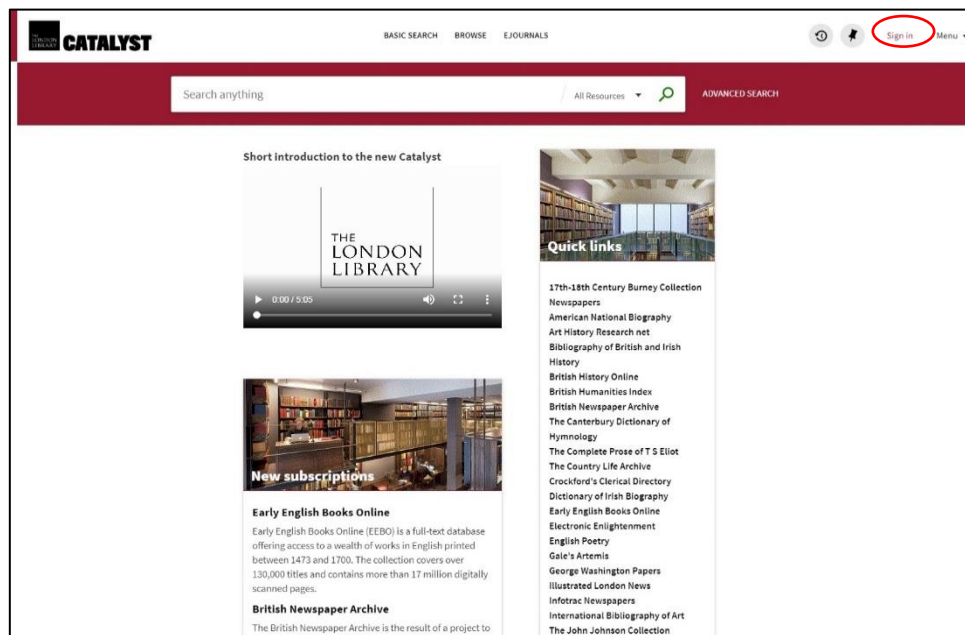 THE
LONDON
LIBRARY
CATALYST
BASIC SEARCH BROWSE EJOURNALS
Sign in Menu
Search anything
All Resources
ADVANCED SEARCH
Short introduction to the new Catalyst
THE
LONDON
LIBRARY
0:00 / 5:05
New subscriptions
Early English Books Online
Early English Books Online (EEBO) is a full-text database
offering access to a wealth of works in English printed
between 1473 and 1700. The collection covers over
130,000 titles and contains more than 17 million digitally
scanned pages.
British Newspaper Archive
The British Newspaper Archive is the result of a project to
Quick links
17th-18th Century Burney Collection
Newspapers
American National Biography
Art History Research net
Bibliography of British and Irish
History
British History Online
British Humanities Index
British Newspaper Archive
The Canterbury Dictionary of
Hymnology
The Complete Prose of T S Eliot
The Country Life Archive
Crockford's Clerical Directory
Dictionary of Irish Biography
Early English Books Online
Electronic Enlightenment
English Poetry
Gale's Artemis
George Washington Papers
Illustrated London News
Infotrac Newspapers
International Bibliography of Art
The John Johnson Collection